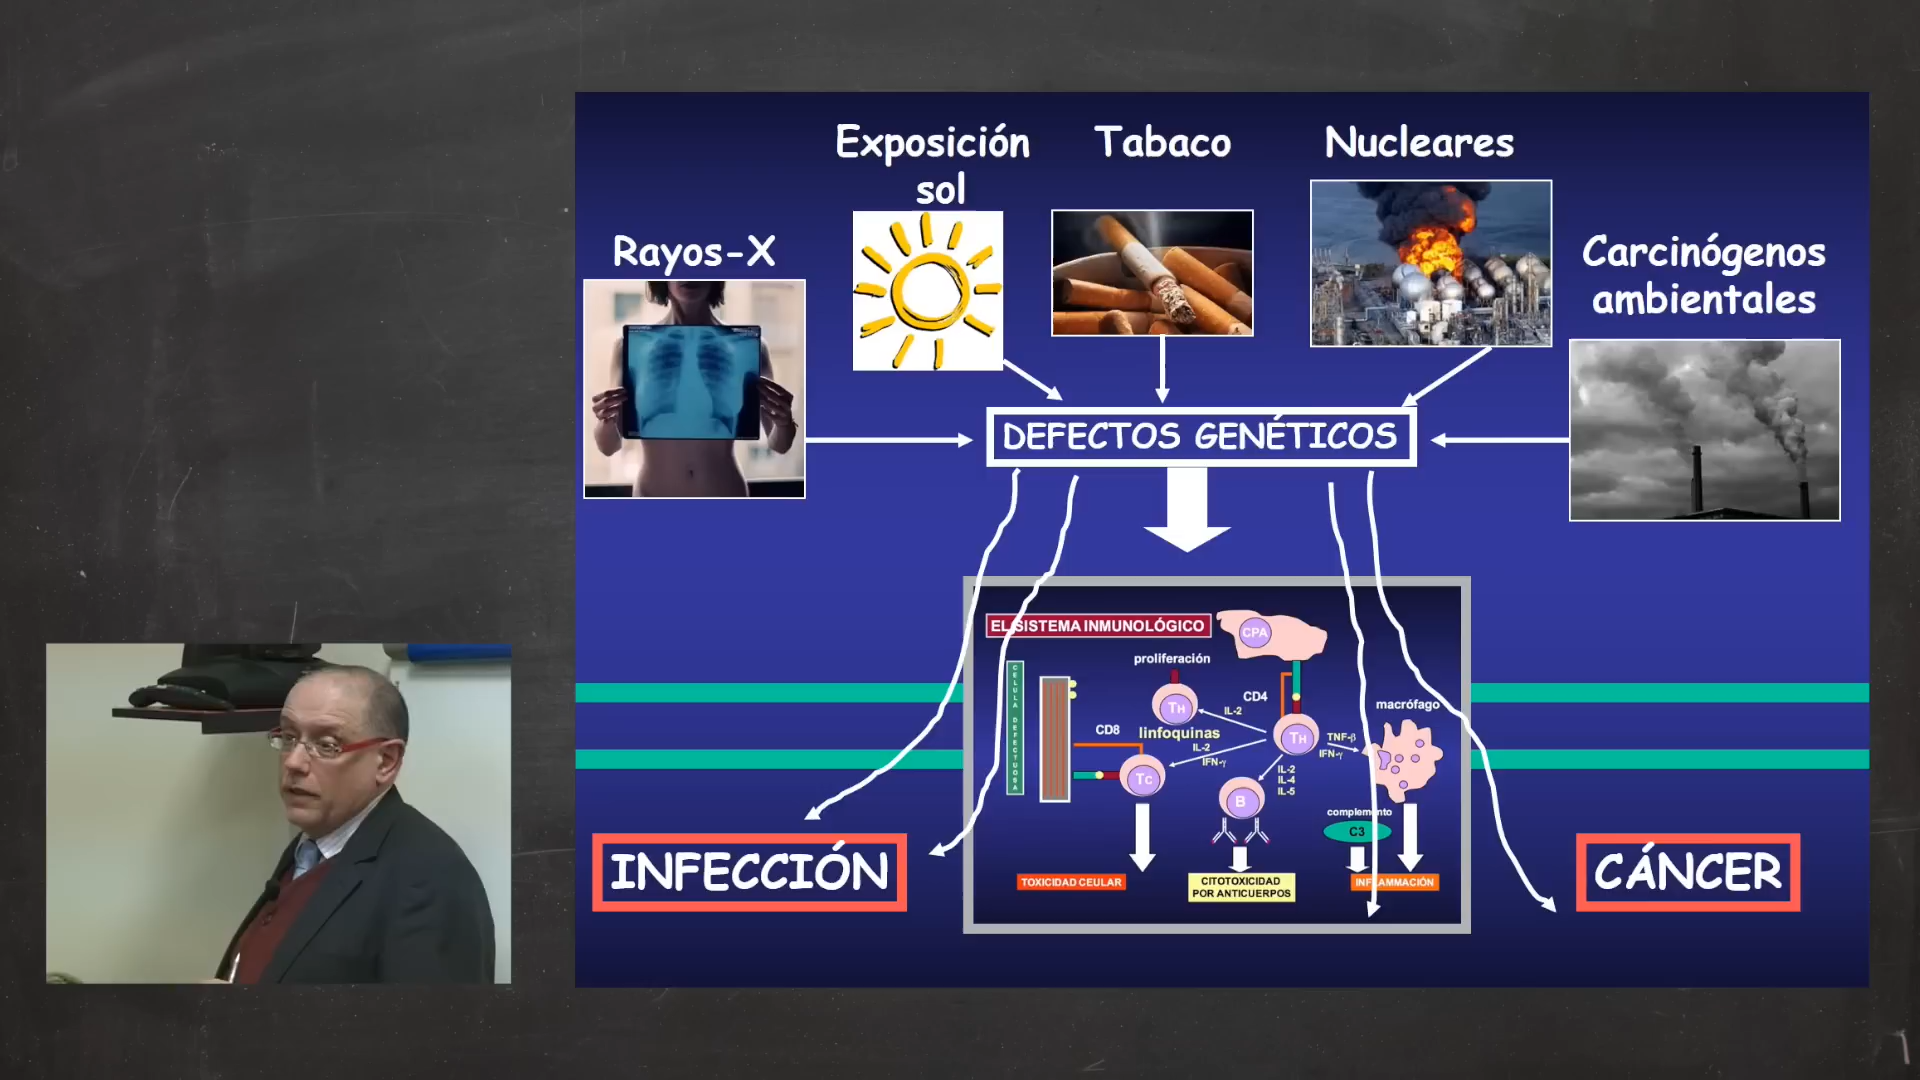 Exposición
sol
Tabaco
Nucleares
Rayos-X
Carcinógenos
ambientales
DEFECTOS GENÉTICOS
EL SISTEMA INMUNOLÓGICO
CPA
proliferación
CELULA DEFECTUOSA
TH
IL-2
CD4
macrófago
CD8
linfoquinas
IL-2
IFN-γ
TH
TNF-β
IFN-γ
TC
IL-2
IL-4
IL-5
B
complemento
C3
INFECCIÓN
TOXICIDAD CEULAR
CITOTOXICIDAD
POR ANTICUERPOS
INFLAMMACIÓN
CÁNCER